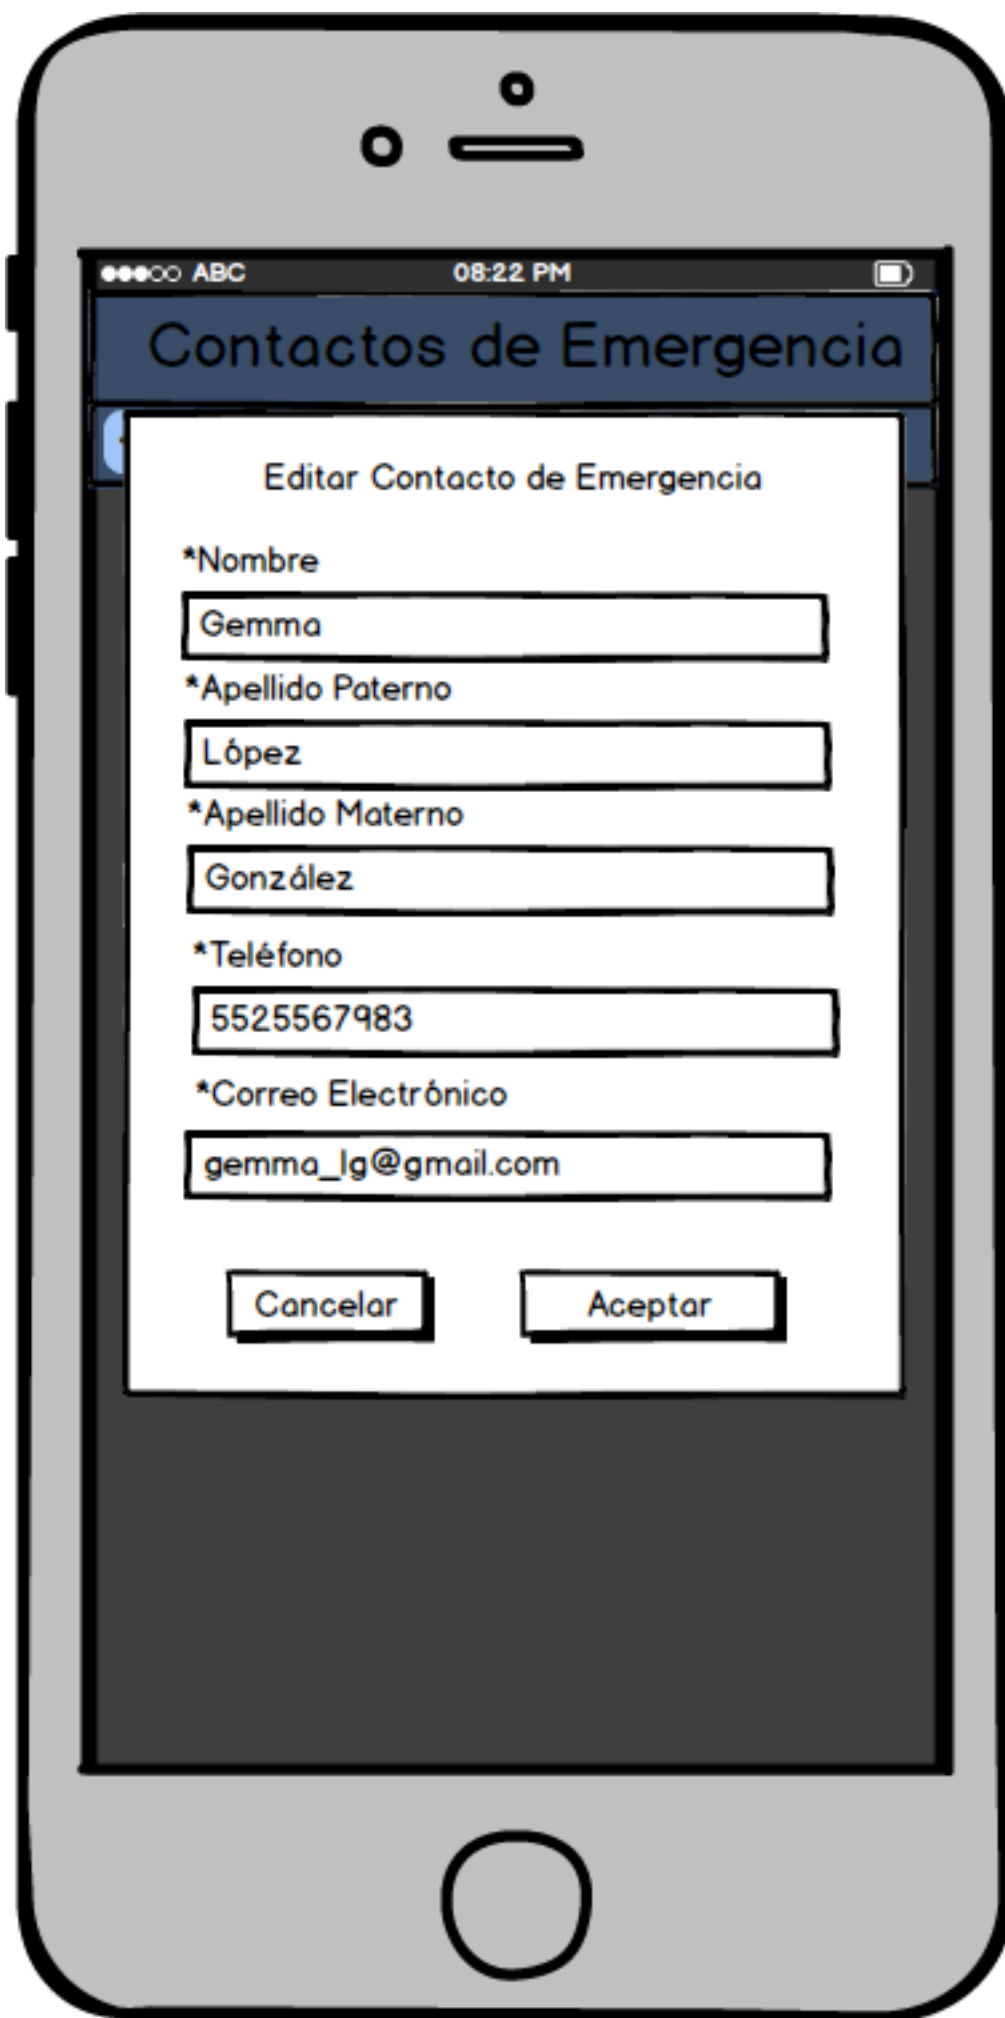 ABC 08:22 PM
Contactos de Emergencia
Editar Contacto de Emergencia
*Nombre
Gemma
*Apellido Paterno
López
*Apellido Materno
González
*Teléfono
5525567983
*Correo Electrónico
gemma_lg@gmail.com
Cancelar Aceptar